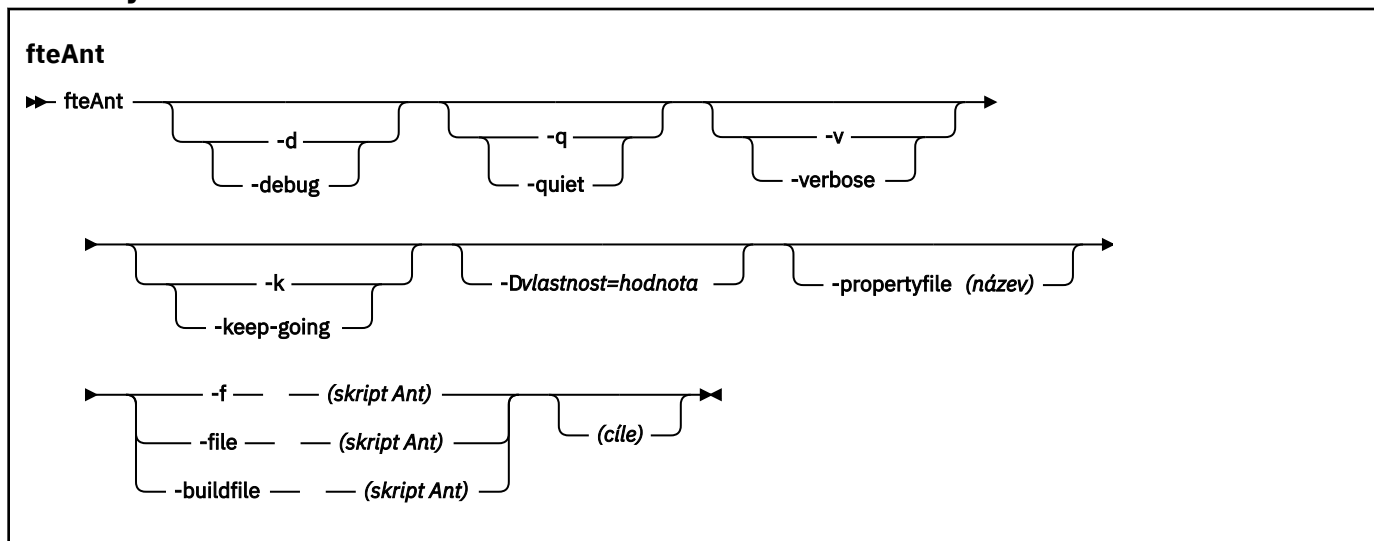 fteAnt
fteAnt
-d
-debug
-q
-quiet
-v
-verbose
-k
-keep-going
-Dvlastnost=hodnota
-propertyfile (název)
-f (skript Ant)
-file (skript Ant)
-buildfile (skript Ant)
(cíle)